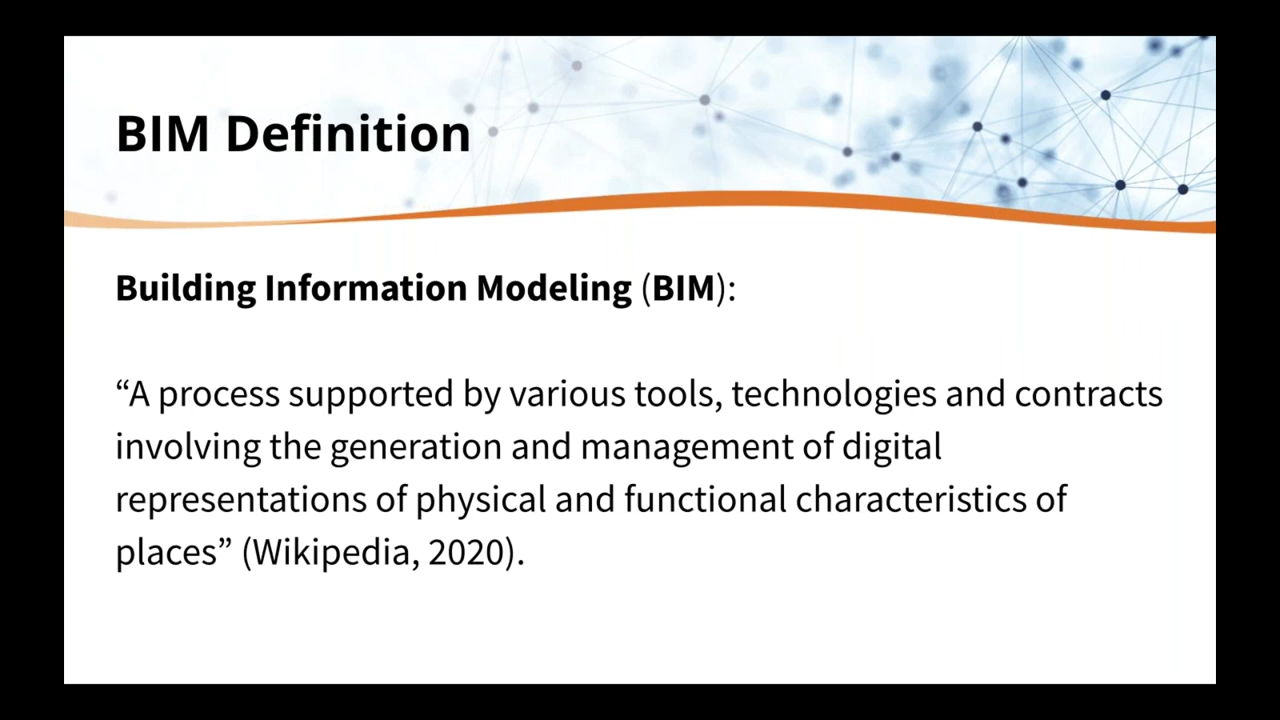 BIM Definition
Building Information Modeling (BIM):
“A process supported by various tools, technologies and contracts
involving the generation and management of digital
representations of physical and functional characteristics of
places” (Wikipedia, 2020).